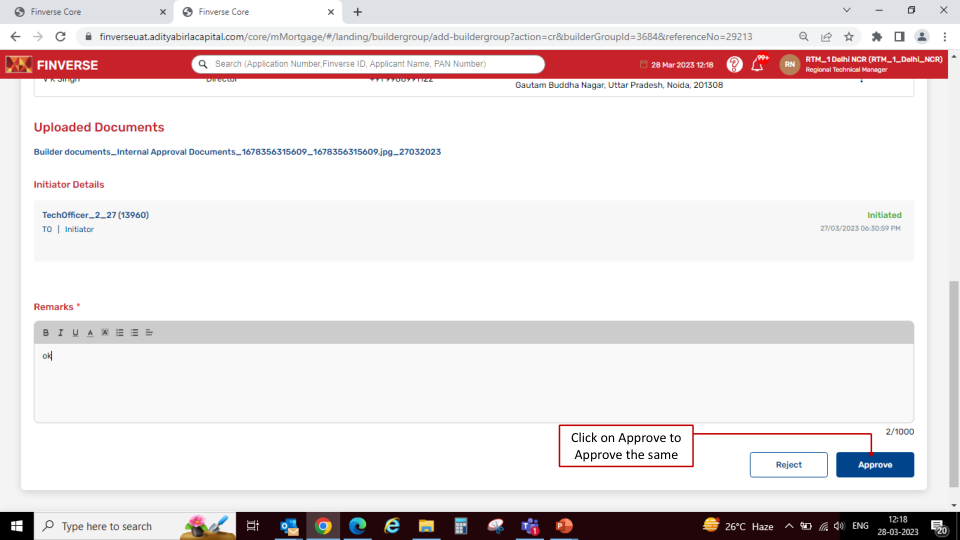 Finverse Core
Finverse Core
finverseuat.adityabirlacapital.com/core/mMortgage/#/landing/buildergroup/add-buildergroup?action=cr&builderGroupId=3684&referenceNo=29213
FINVERSE
Search (Application Number,Finverse ID, Applicant Name, PAN Number)
28 Mar 2023 12:18
99+
RN
RTM_1 Delhi NCR (RTM_1_Delhi_NCR)
Regional Technical Manager
V K Singh
Director
+91 9988991122
Gautam Buddha Nagar, Uttar Pradesh, Noida, 201308
Uploaded Documents
Builder documents_Internal Approval Documents_1678356315609_1678356315609.jpg_27032023
Initiator Details
TechOfficer_2_27 (13960)
Initiated
TO | Initiator
27/03/2023 06:30:59 PM
Remarks *
B I U A A
ok
2/1000
Click on Approve to
Approve the same
Reject
Approve
Type here to search
26°C Haze
ENG
12:18
28-03-2023
20